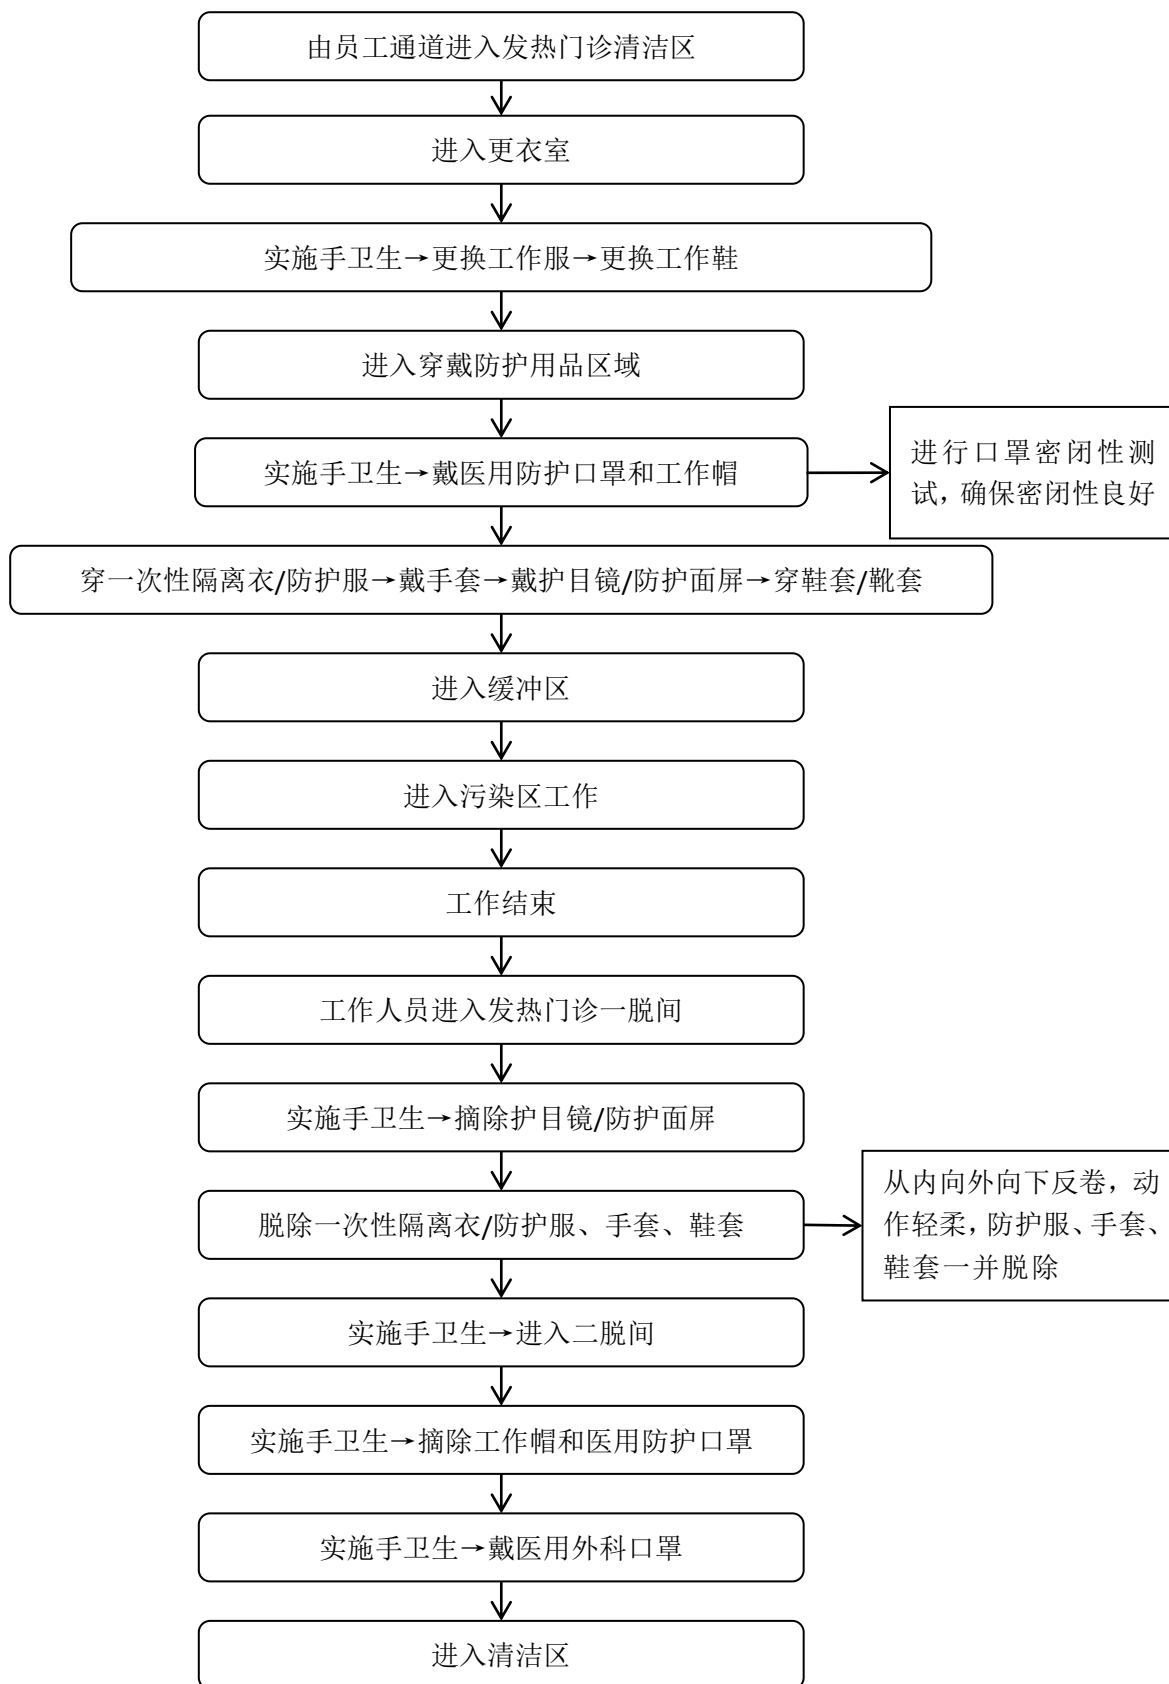 由员工通道进入发热门诊清洁区
进入更衣室
实施手卫生→更换工作服→更换工作鞋
进入穿戴防护用品区域
实施手卫生→戴医用防护口罩和工作帽
进行口罩密闭性测
试，确保密闭性良好
穿一次性隔离衣/防护服→戴手套→戴护目镜/防护面屏→穿鞋套/靴套
进入缓冲区
进入污染区工作
工作结束
工作人员进入发热门诊一脱间
实施手卫生→摘除护目镜/防护面屏
脱除一次性隔离衣/防护服、手套、鞋套
从内向外向下反卷，动
作轻柔，防护服、手套、
鞋套一并脱除
实施手卫生→进入二脱间
实施手卫生→摘除工作帽和医用防护口罩
实施手卫生→戴医用外科口罩
进入清洁区